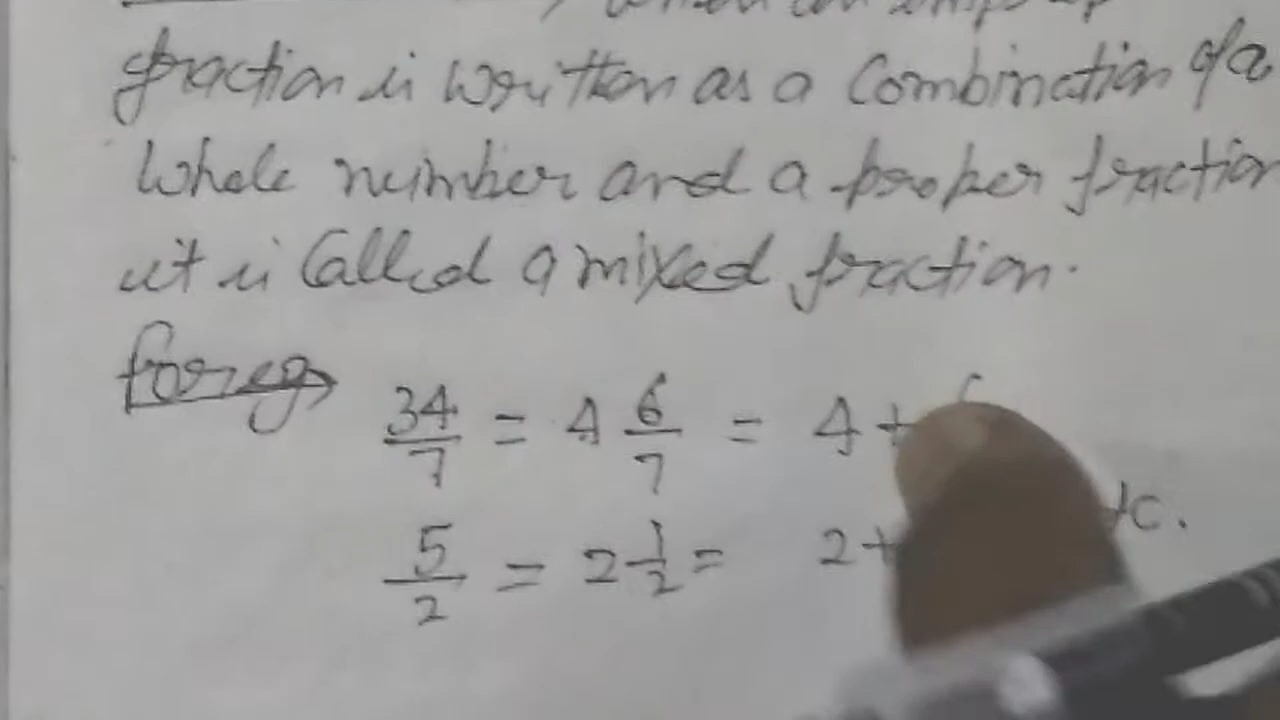 fraction is written as a Combination of a
Whole number and a proper fraction
it is Called a mixed fraction.
for eg→ 34/7 = 4 6/7 = 4 +
5/2 = 2 1/2 = 2 +